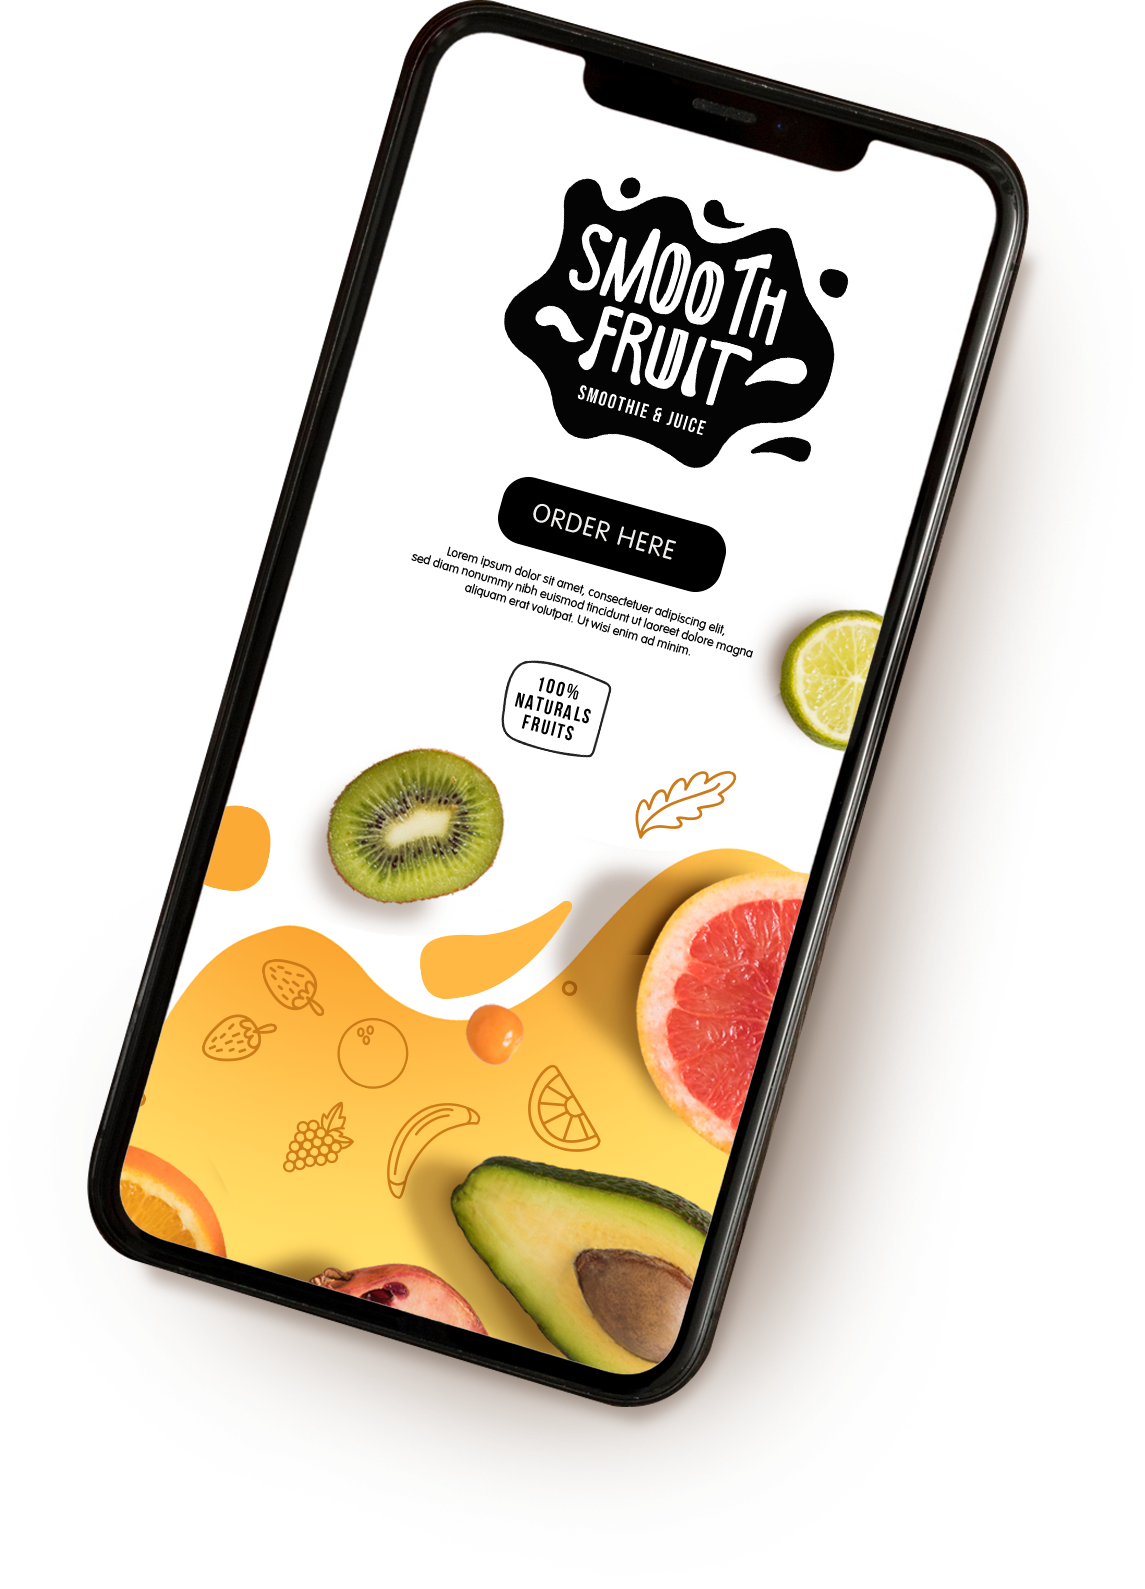 SMOOTH
FRUIT
SMOOTHIE & JUICE
ORDER HERE
Lorem ipsum dolor sit amet, consectetuer adipiscing elit,
sed diam nonummy nibh euismod tincidunt ut laoreet dolore magna
aliquam erat volutpat. Ut wisi enim ad minim.
100%
NATURALS
FRUITS